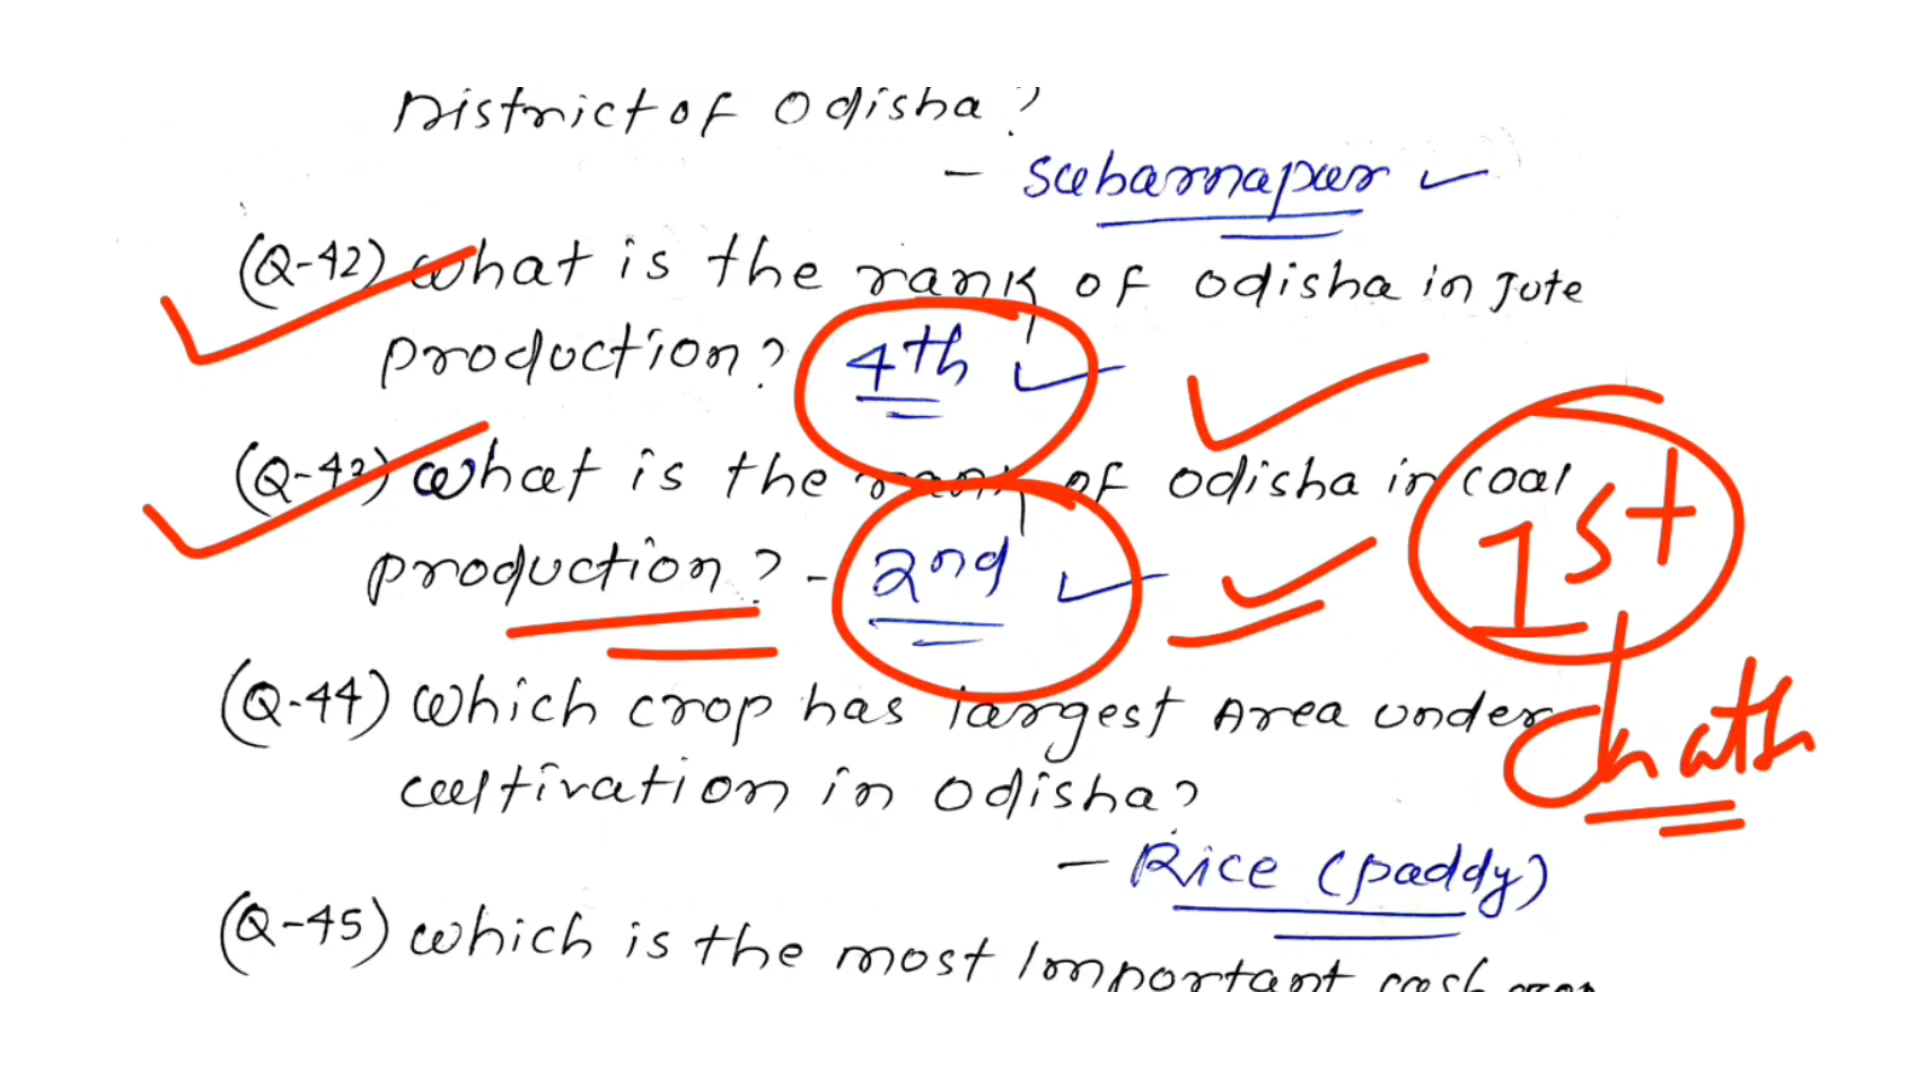 District of Odisha?
- Subarnapur
(Q-42) What is the rank of Odisha in Jute
production? 4th
(Q-43) What is the rank of Odisha in coal
production? - 2nd
1st
(Q-44) Which crop has largest Area under
cultivation in Odisha?
- Rice (paddy)
(Q-45) Which is the most Important cash crop